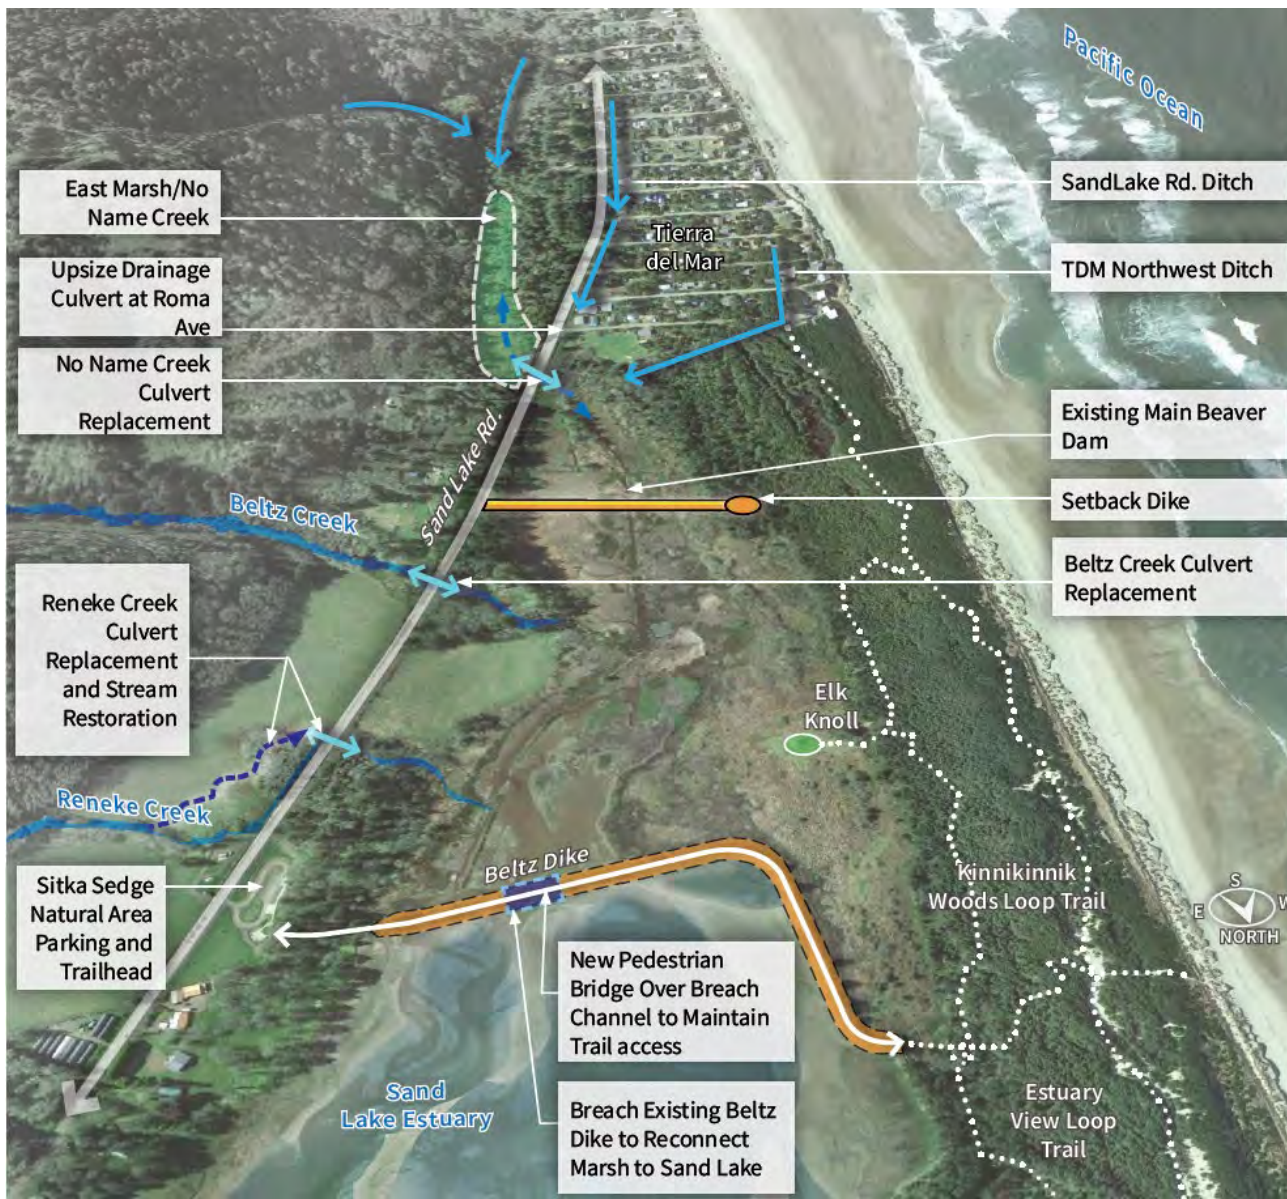 Pacific Ocean
East Marsh/No
Name Creek
Upsize Drainage
Culvert at Roma
Ave
No Name Creek
Culvert
Replacement
SandLake Rd. Ditch
Tierra
del Mar
TDM Northwest Ditch
Existing Main Beaver
Dam
Setback Dike
Sand Lake Rd.
Beltz Creek
Beltz Creek Culvert
Replacement
Reneke Creek
Culvert
Replacement
and Stream
Restoration
Elk
Knoll
Reneke Creek
Beltz Dike
Sitka Sedge
Natural Area
Parking and
Trailhead
Kinnikinnik
Woods Loop Trail
S
E
W
NORTH
New Pedestrian
Bridge Over Breach
Channel to Maintain
Trail access
Sand
Lake Estuary
Breach Existing Beltz
Dike to Reconnect
Marsh to Sand Lake
Estuary
View Loop
Trail